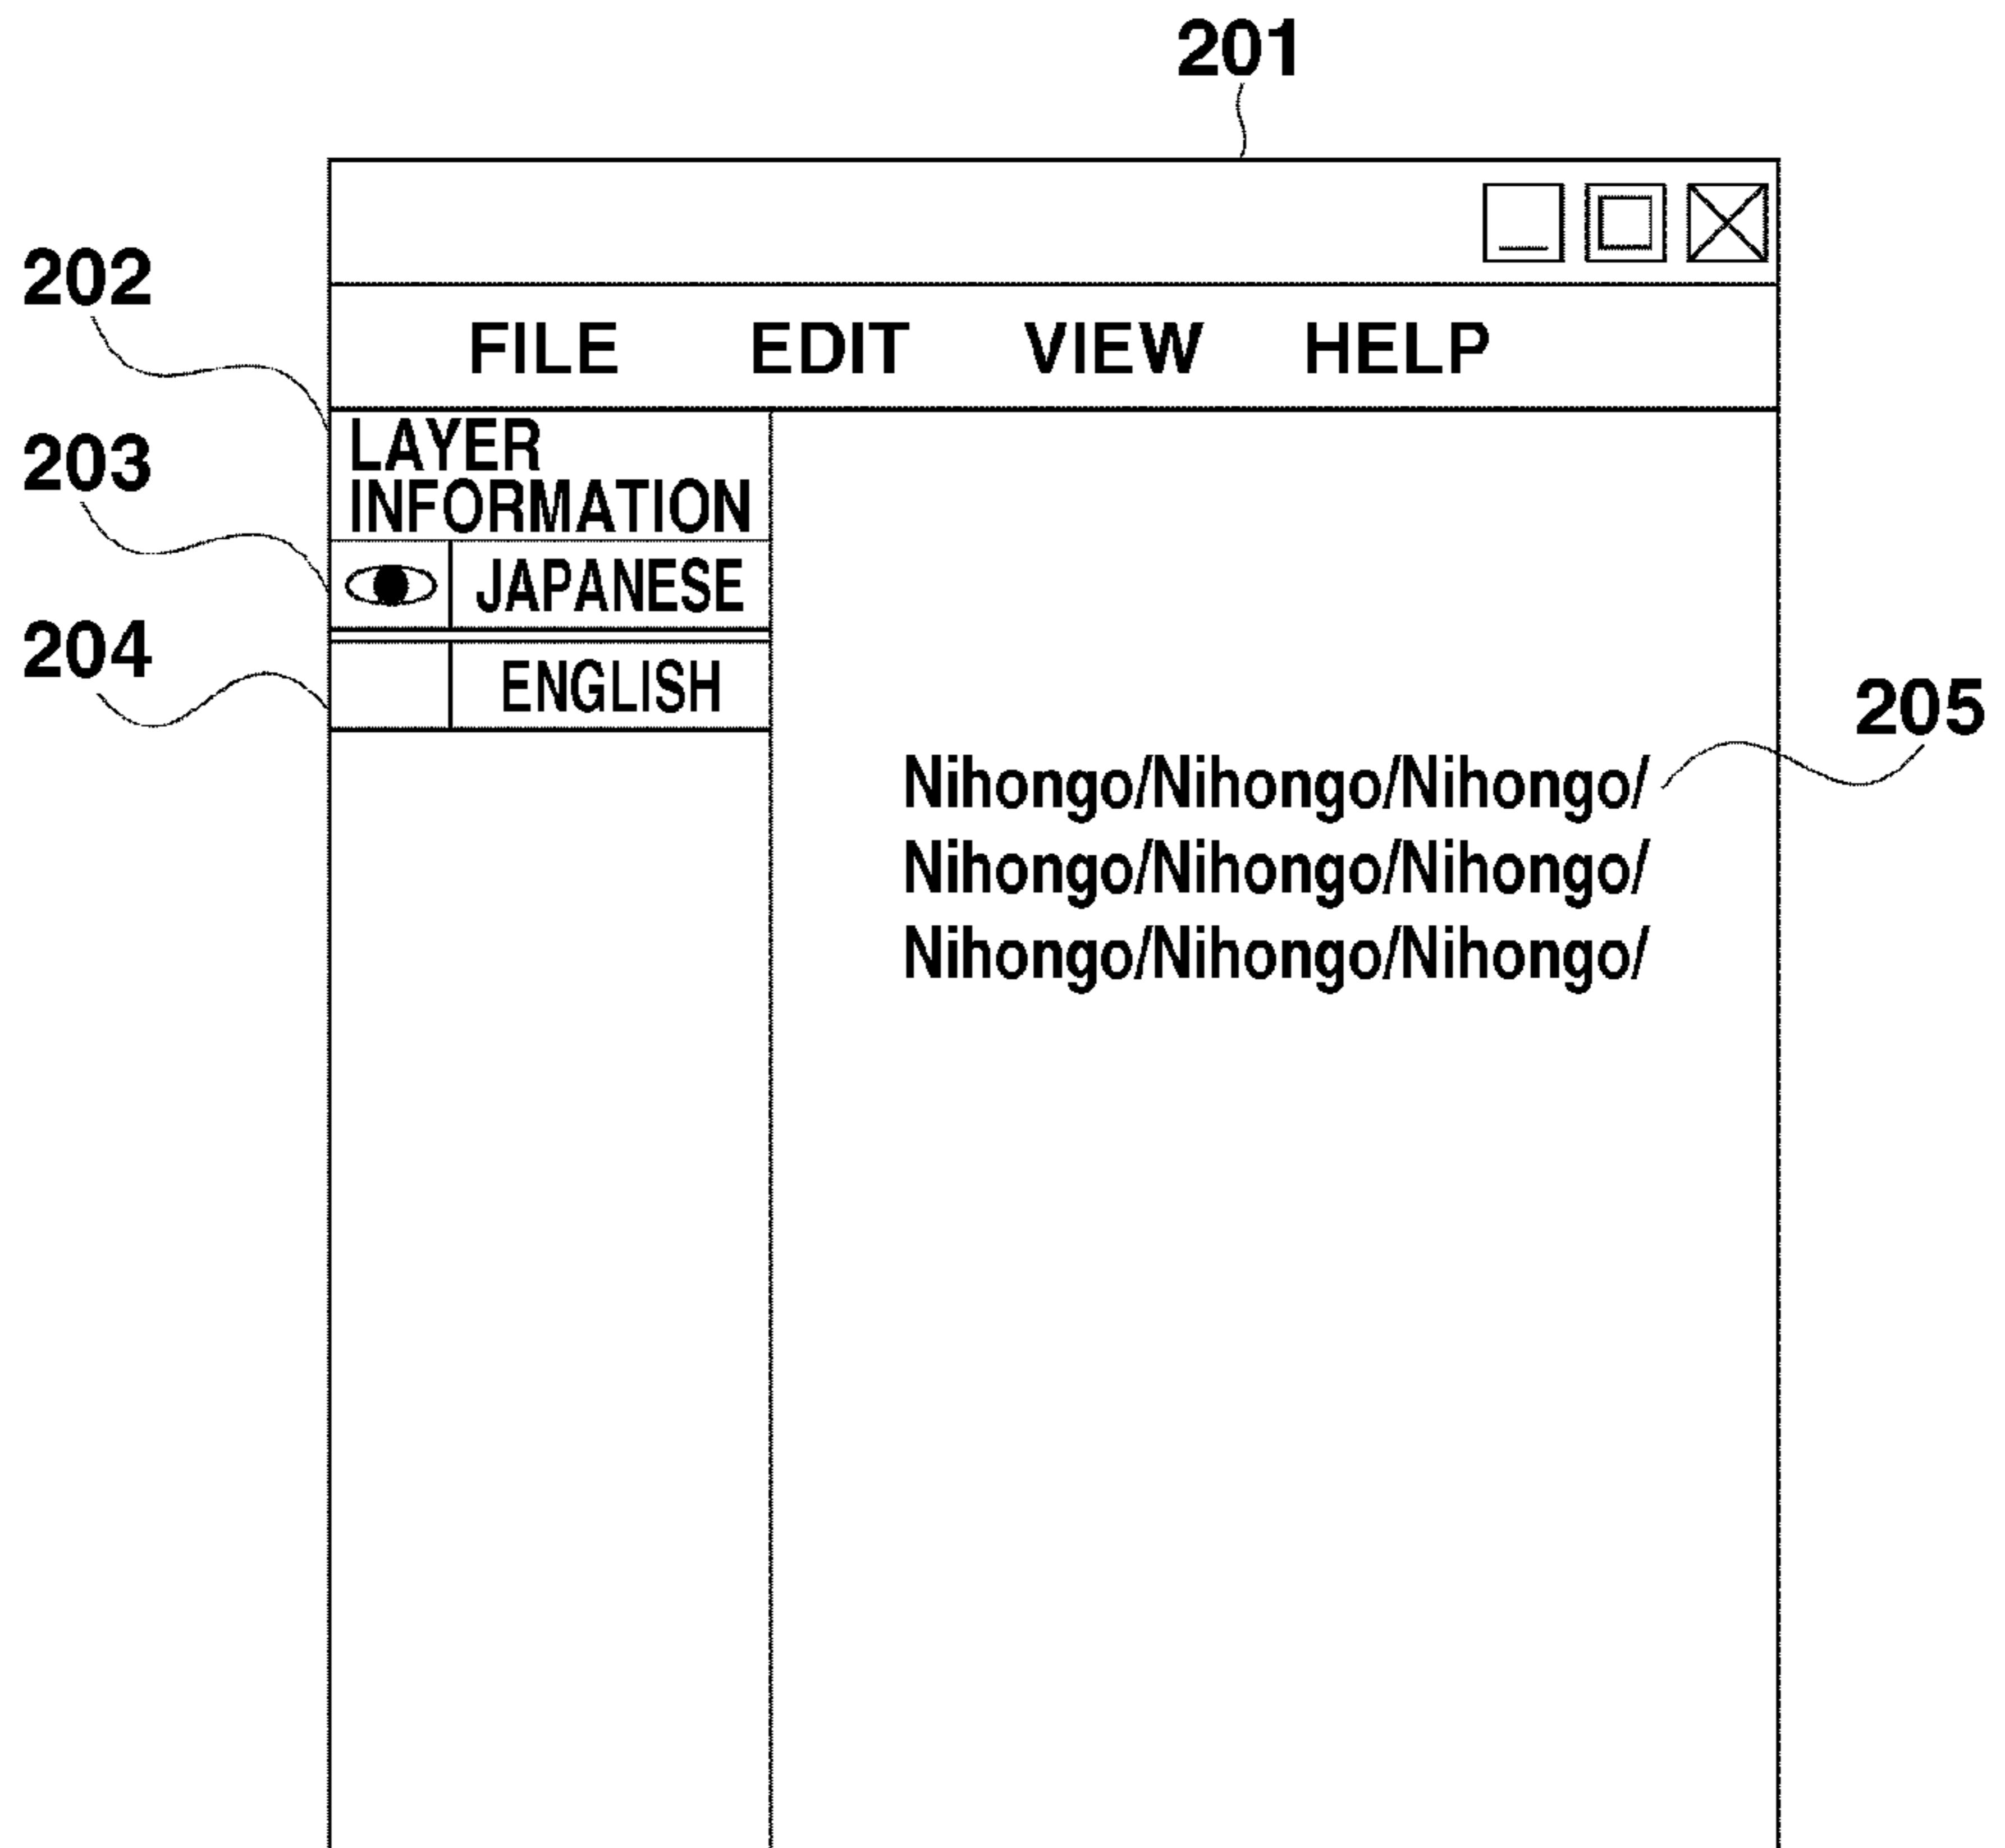 201
202
FILE EDIT VIEW HELP
LAYER
INFORMATION
203
JAPANESE
204
ENGLISH
205
Nihongo/Nihongo/Nihongo/
Nihongo/Nihongo/Nihongo/
Nihongo/Nihongo/Nihongo/